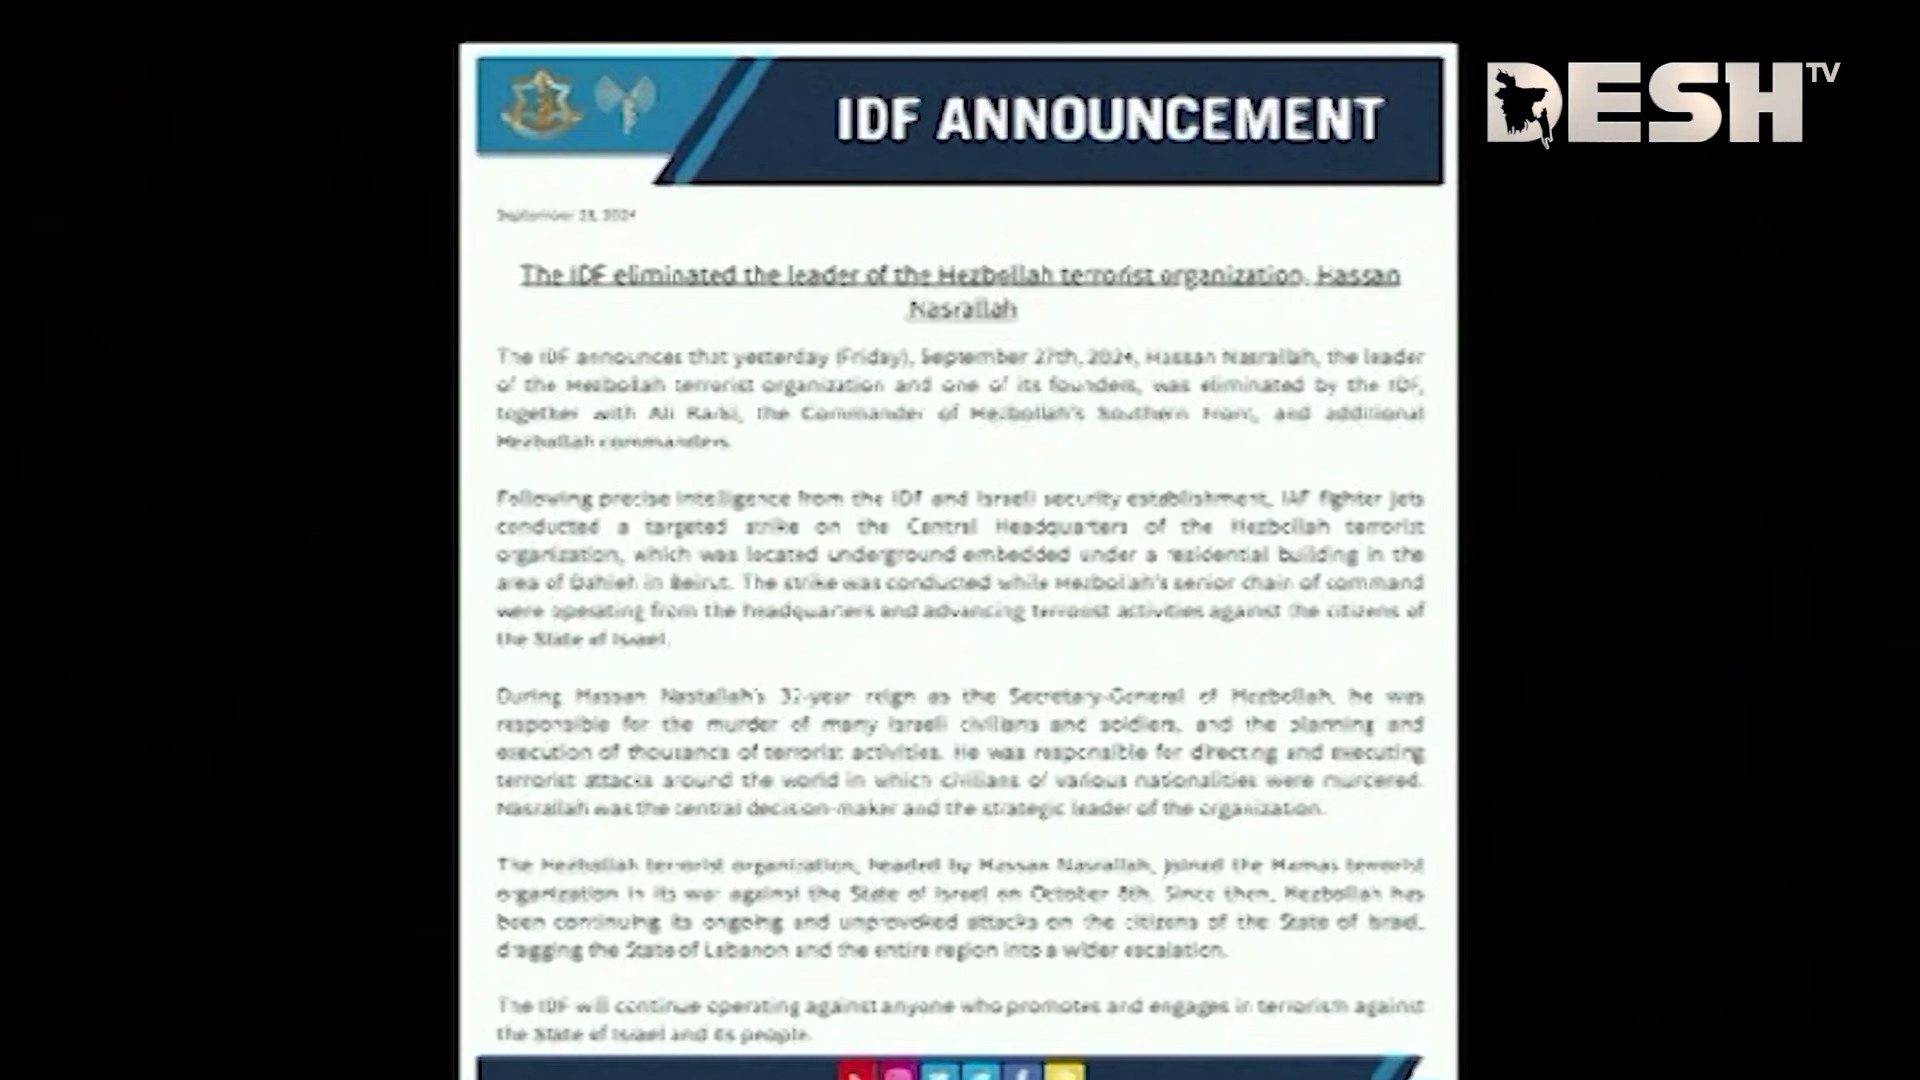 DESH TV
IDF ANNOUNCEMENT
September 28, 2024
The IDF eliminated the leader of the Hezbollah terrorist organization, Hassan
Nasrallah
The IDF announces that yesterday (Friday), September 27th, 2024, Hassan Nasrallah, the leader
of the Hezbollah terrorist organization and one of its founders, was eliminated by the IDF,
together with Ali Karki, the Commander of Hezbollah's Southern Front, and additional
Hezbollah commanders.
Following precise intelligence from the IDF and Israeli security establishment, IAF fighter jets
conducted a targeted strike on the Central Headquarters of the Hezbollah terrorist
organization, which was located underground embedded under a residential building in the
area of Dahieh in Beirut. The strike was conducted while Hezbollah's senior chain of command
were operating from the headquarters and advancing terrorist activities against the citizens of
the State of Israel.
During Hassan Nasrallah's 32-year reign as the Secretary-General of Hezbollah, he was
responsible for the murder of many Israeli civilians and soldiers, and the planning and
execution of thousands of terrorist activities. He was responsible for directing and executing
terrorist attacks around the world in which civilians of various nationalities were murdered.
Nasrallah was the central decision-maker and the strategic leader of the organization.
The Hezbollah terrorist organization, headed by Hassan Nasrallah, joined the Hamas terrorist
organization in its war against the State of Israel on October 8th. Since then, Hezbollah has
been continuing its ongoing and unprovoked attacks on the citizens of the State of Israel,
dragging the State of Lebanon and the entire region into a wider escalation.
The IDF will continue operating against anyone who promotes and engages in terrorism against
the State of Israel and its people.